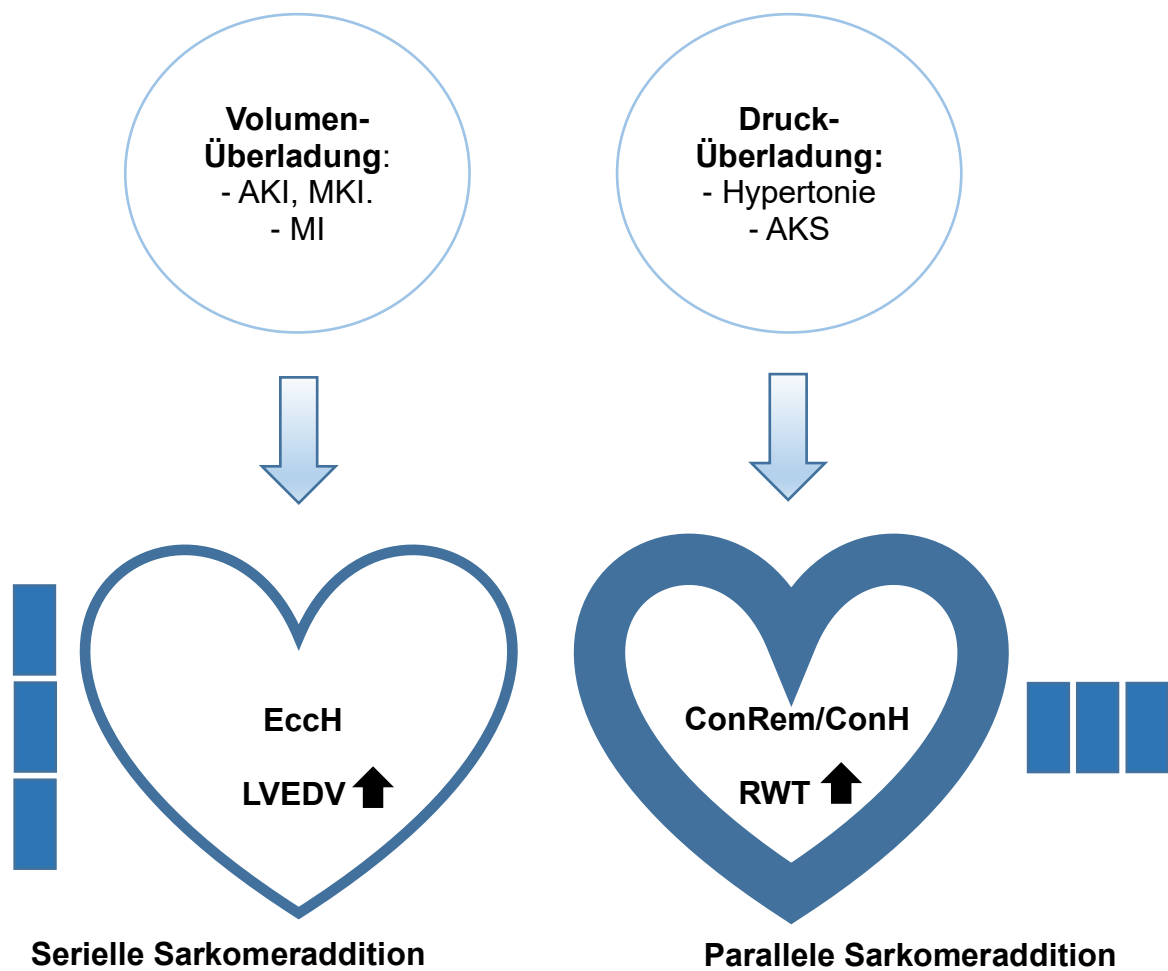 Volumen-
Überladung:
- AKI, MKI.
- MI
Druck-
Überladung:
- Hypertonie
- AKS
EccH
LVEDV
ConRem/ConH
RWT
Serielle Sarkomeraddition
Parallele Sarkomeraddition